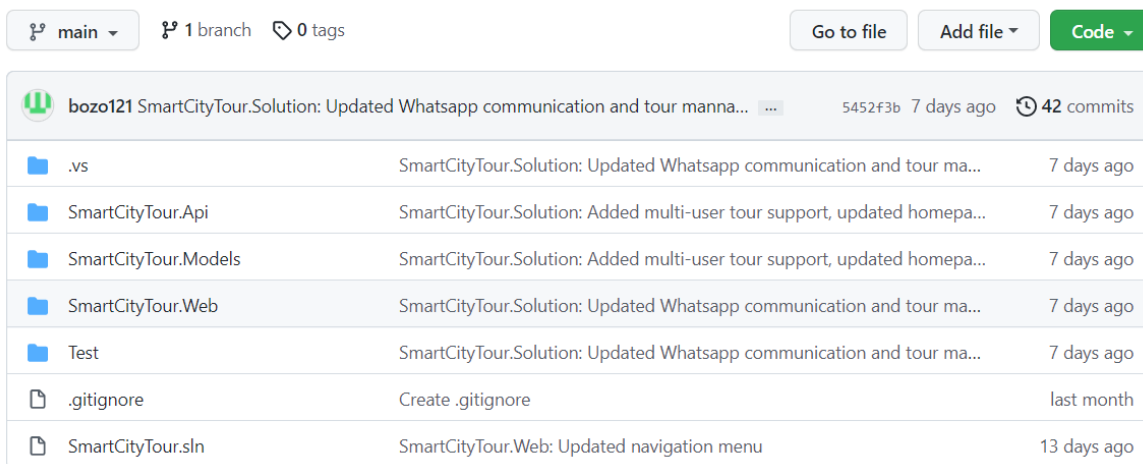 main 1 branch 0 tags Go to file Add file Code
bozo121 SmartCityTour.Solution: Updated Whatsapp communication and tour manna... ... 5452f3b 7 days ago 42 commits
.vs SmartCityTour.Solution: Updated Whatsapp communication and tour ma... 7 days ago
SmartCityTour.Api SmartCityTour.Solution: Added multi-user tour support, updated homepa... 7 days ago
SmartCityTour.Models SmartCityTour.Solution: Added multi-user tour support, updated homepa... 7 days ago
SmartCityTour.Web SmartCityTour.Solution: Updated Whatsapp communication and tour ma... 7 days ago
Test SmartCityTour.Solution: Updated Whatsapp communication and tour ma... 7 days ago
.gitignore Create .gitignore last month
SmartCityTour.sln SmartCityTour.Web: Updated navigation menu 13 days ago